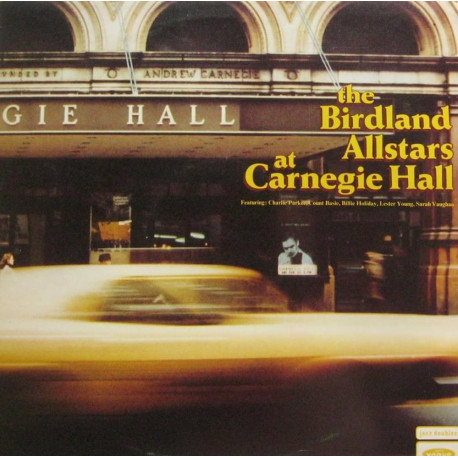 ANDREW CARNEGIE
GIE HALL
the
Birdland
Allstars
at
Carnegie Hall
Featuring: Charlie Parker, Count Basie, Billie Holiday, Lester Young, Sarah Vaughan